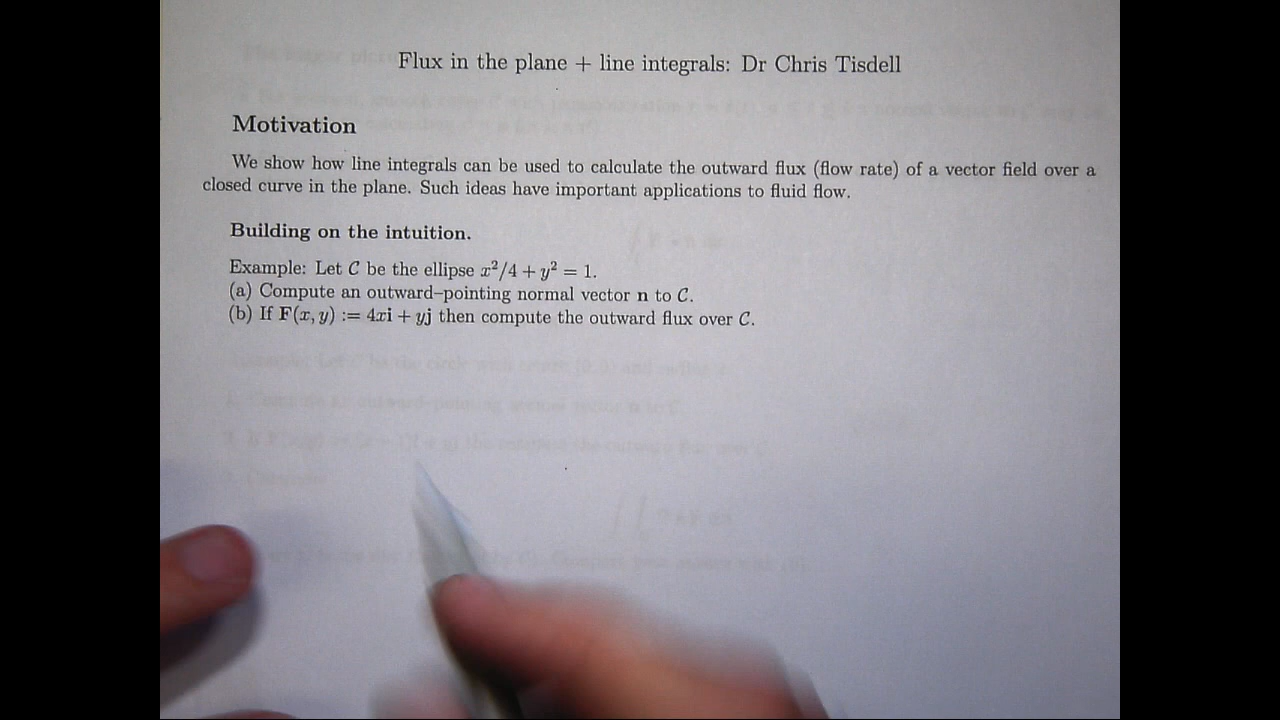 Flux in the plane + line integrals: Dr Chris Tisdell
Motivation
We show how line integrals can be used to calculate the outward flux (flow rate) of a vector field over a
closed curve in the plane. Such ideas have important applications to fluid flow.
Building on the intuition.
Example: Let 𝒞 be the ellipse x²/4 + y² = 1.
(a) Compute an outward–pointing normal vector n to 𝒞.
(b) If F(x, y) := 4xi + yj then compute the outward flux over 𝒞.